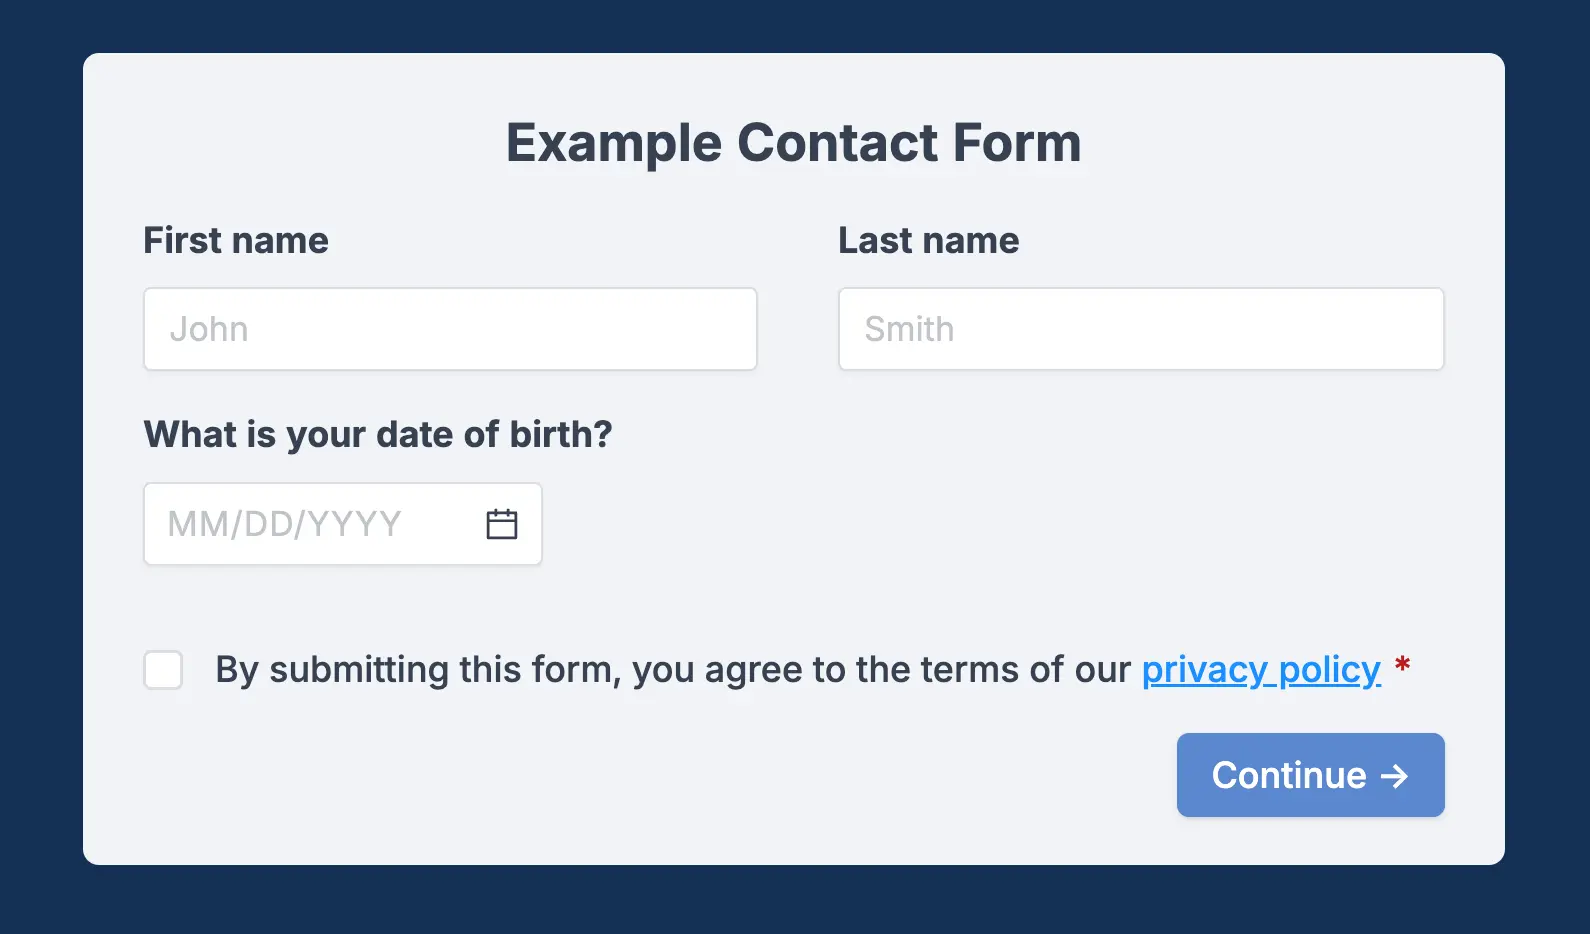 Example Contact Form
First name
Last name
John
Smith
What is your date of birth?
MM/DD/YYYY
By submitting this form, you agree to the terms of our privacy policy *
Continue →